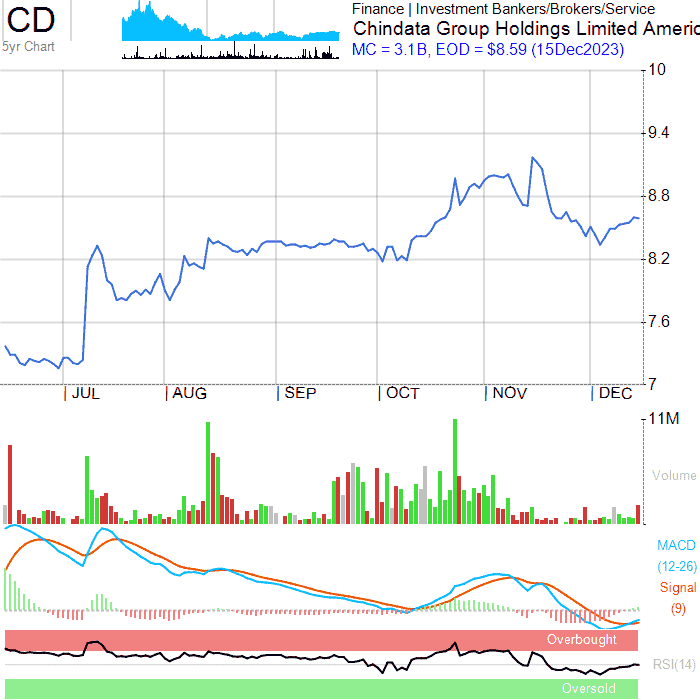 CD
5yr Chart
Finance | Investment Bankers/Brokers/Service
Chindata Group Holdings Limited Americ
MC = 3.1B, EOD = $8.59 (15Dec2023)
10
9.4
8.8
8.2
7.6
7
JUL
AUG
SEP
OCT
NOV
DEC
11M
Volume
MACD
(12-26)
Signal
(9)
Overbought
RSI(14)
Oversold